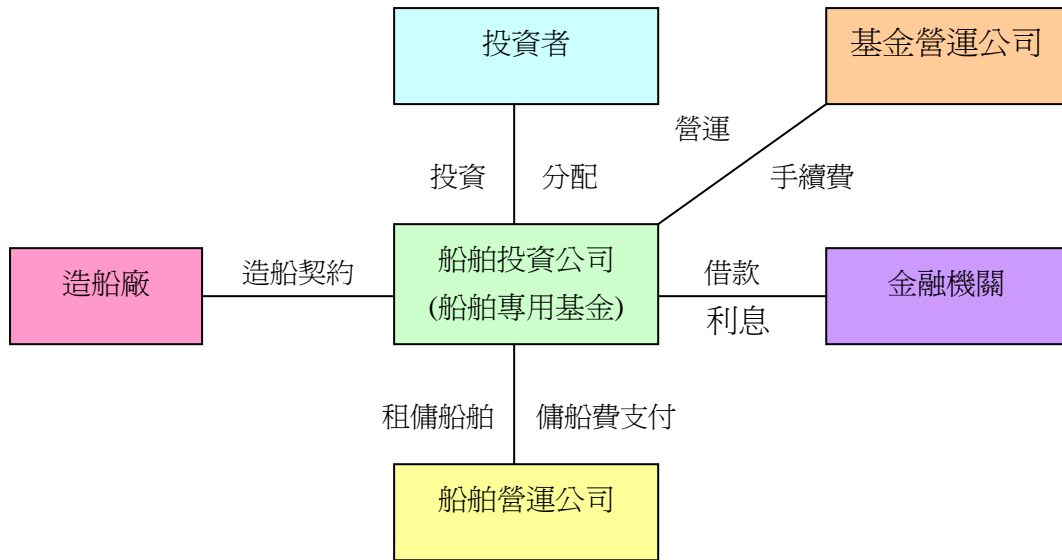 投資者
基金營運公司
營運
投資
分配
手續費
造船廠
造船契約
船舶投資公司
(船舶專用基金)
借款
利息
金融機關
租傭船舶
傭船費支付
船舶營運公司